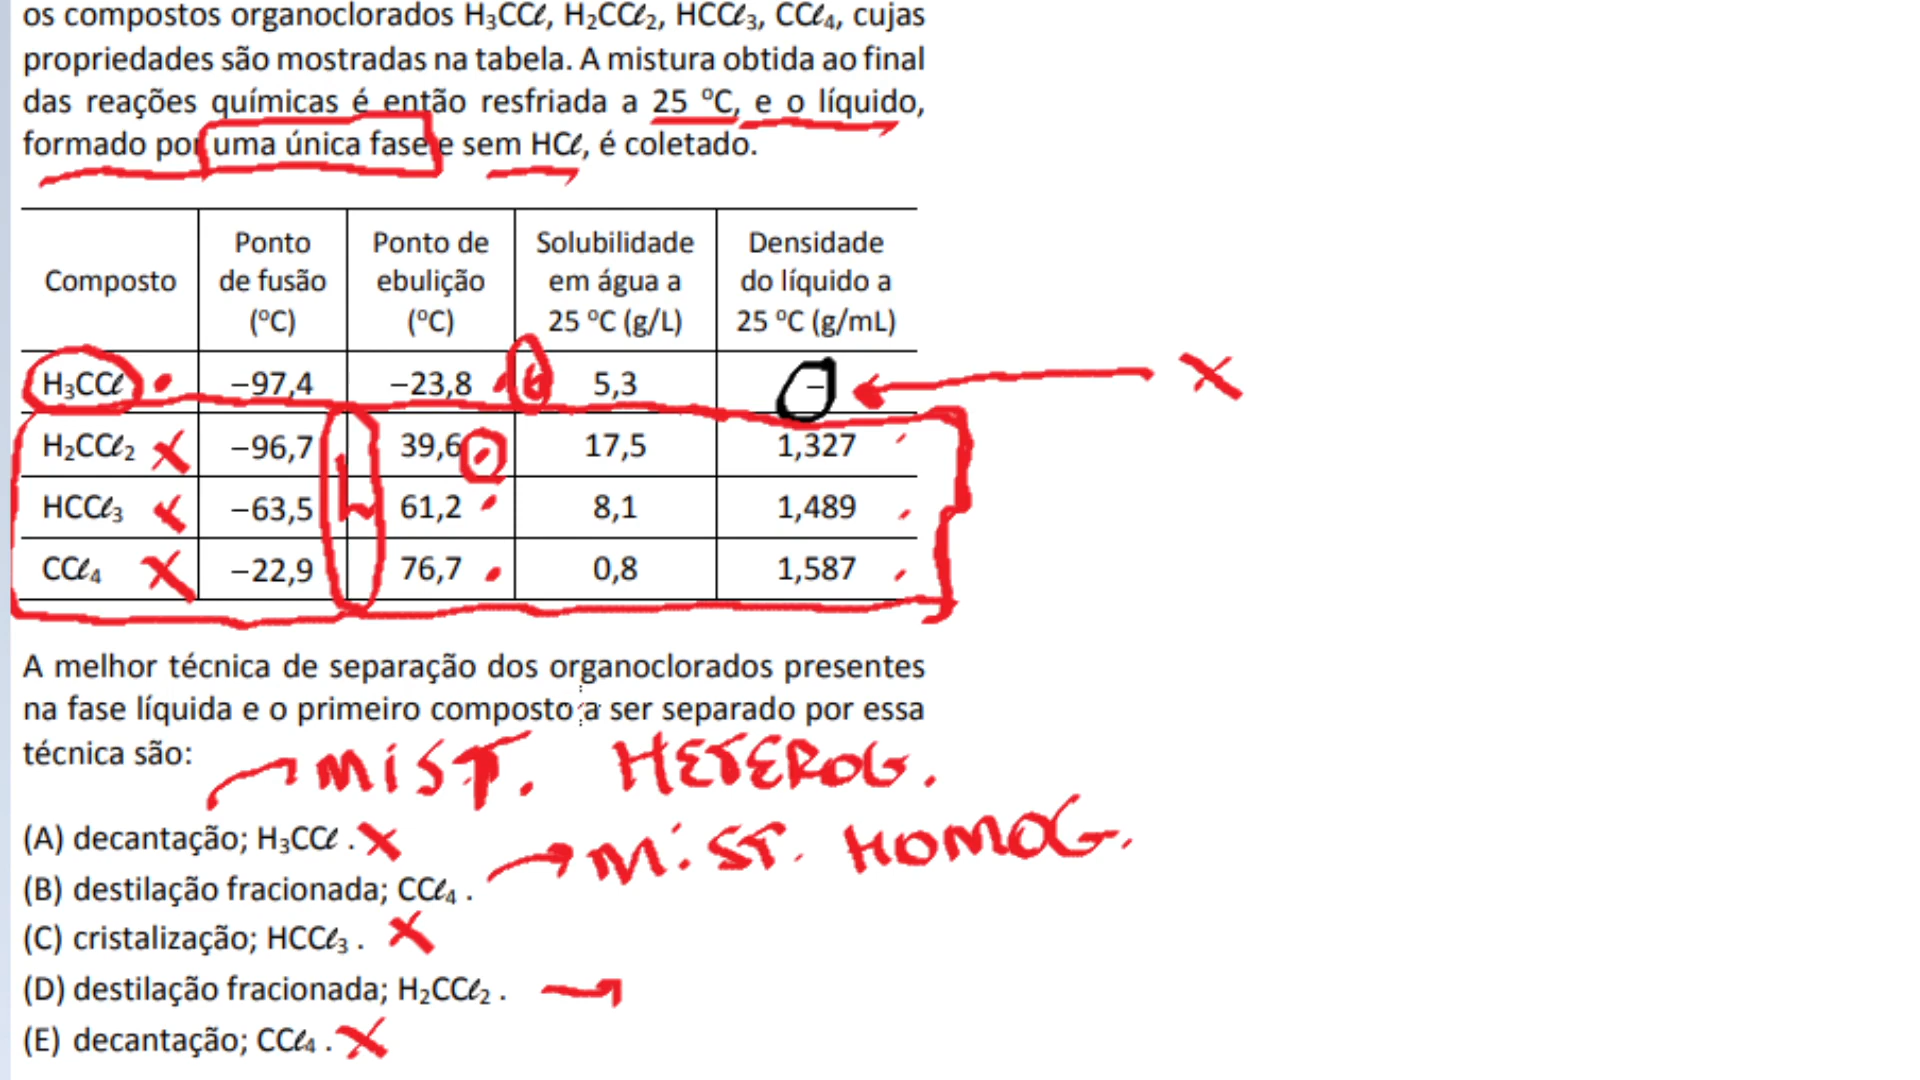 os compostos organoclorados H₃CCℓ, H₂CCℓ₂, HCCℓ₃, CCℓ₄, cujas
propriedades são mostradas na tabela. A mistura obtida ao final
das reações químicas é então resfriada a 25 ºC, e o líquido,
formado por uma única fase e sem HCℓ, é coletado.
Composto | Ponto de fusão (ºC) | Ponto de ebulição (ºC) | Solubilidade em água a 25 ºC (g/L) | Densidade do líquido a 25 ºC (g/mL)
H₃CCℓ | −97,4 | −23,8 | 5,3 | –
H₂CCℓ₂ | −96,7 | 39,6 | 17,5 | 1,327
HCCℓ₃ | −63,5 | 61,2 | 8,1 | 1,489
CCℓ₄ | −22,9 | 76,7 | 0,8 | 1,587
A melhor técnica de separação dos organoclorados presentes
na fase líquida e o primeiro composto a ser separado por essa
técnica são:
MIST. HETEROG.
(A) decantação; H₃CCℓ .
MIST. HOMOG.
(B) destilação fracionada; CCℓ₄ .
(C) cristalização; HCCℓ₃ .
(D) destilação fracionada; H₂CCℓ₂ .
(E) decantação; CCℓ₄ .